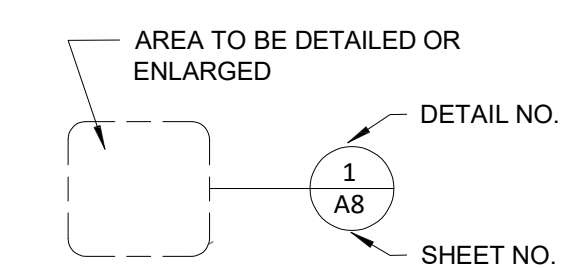 AREA TO BE DETAILED OR
ENLARGED
DETAIL NO.
1
A8
SHEET NO.